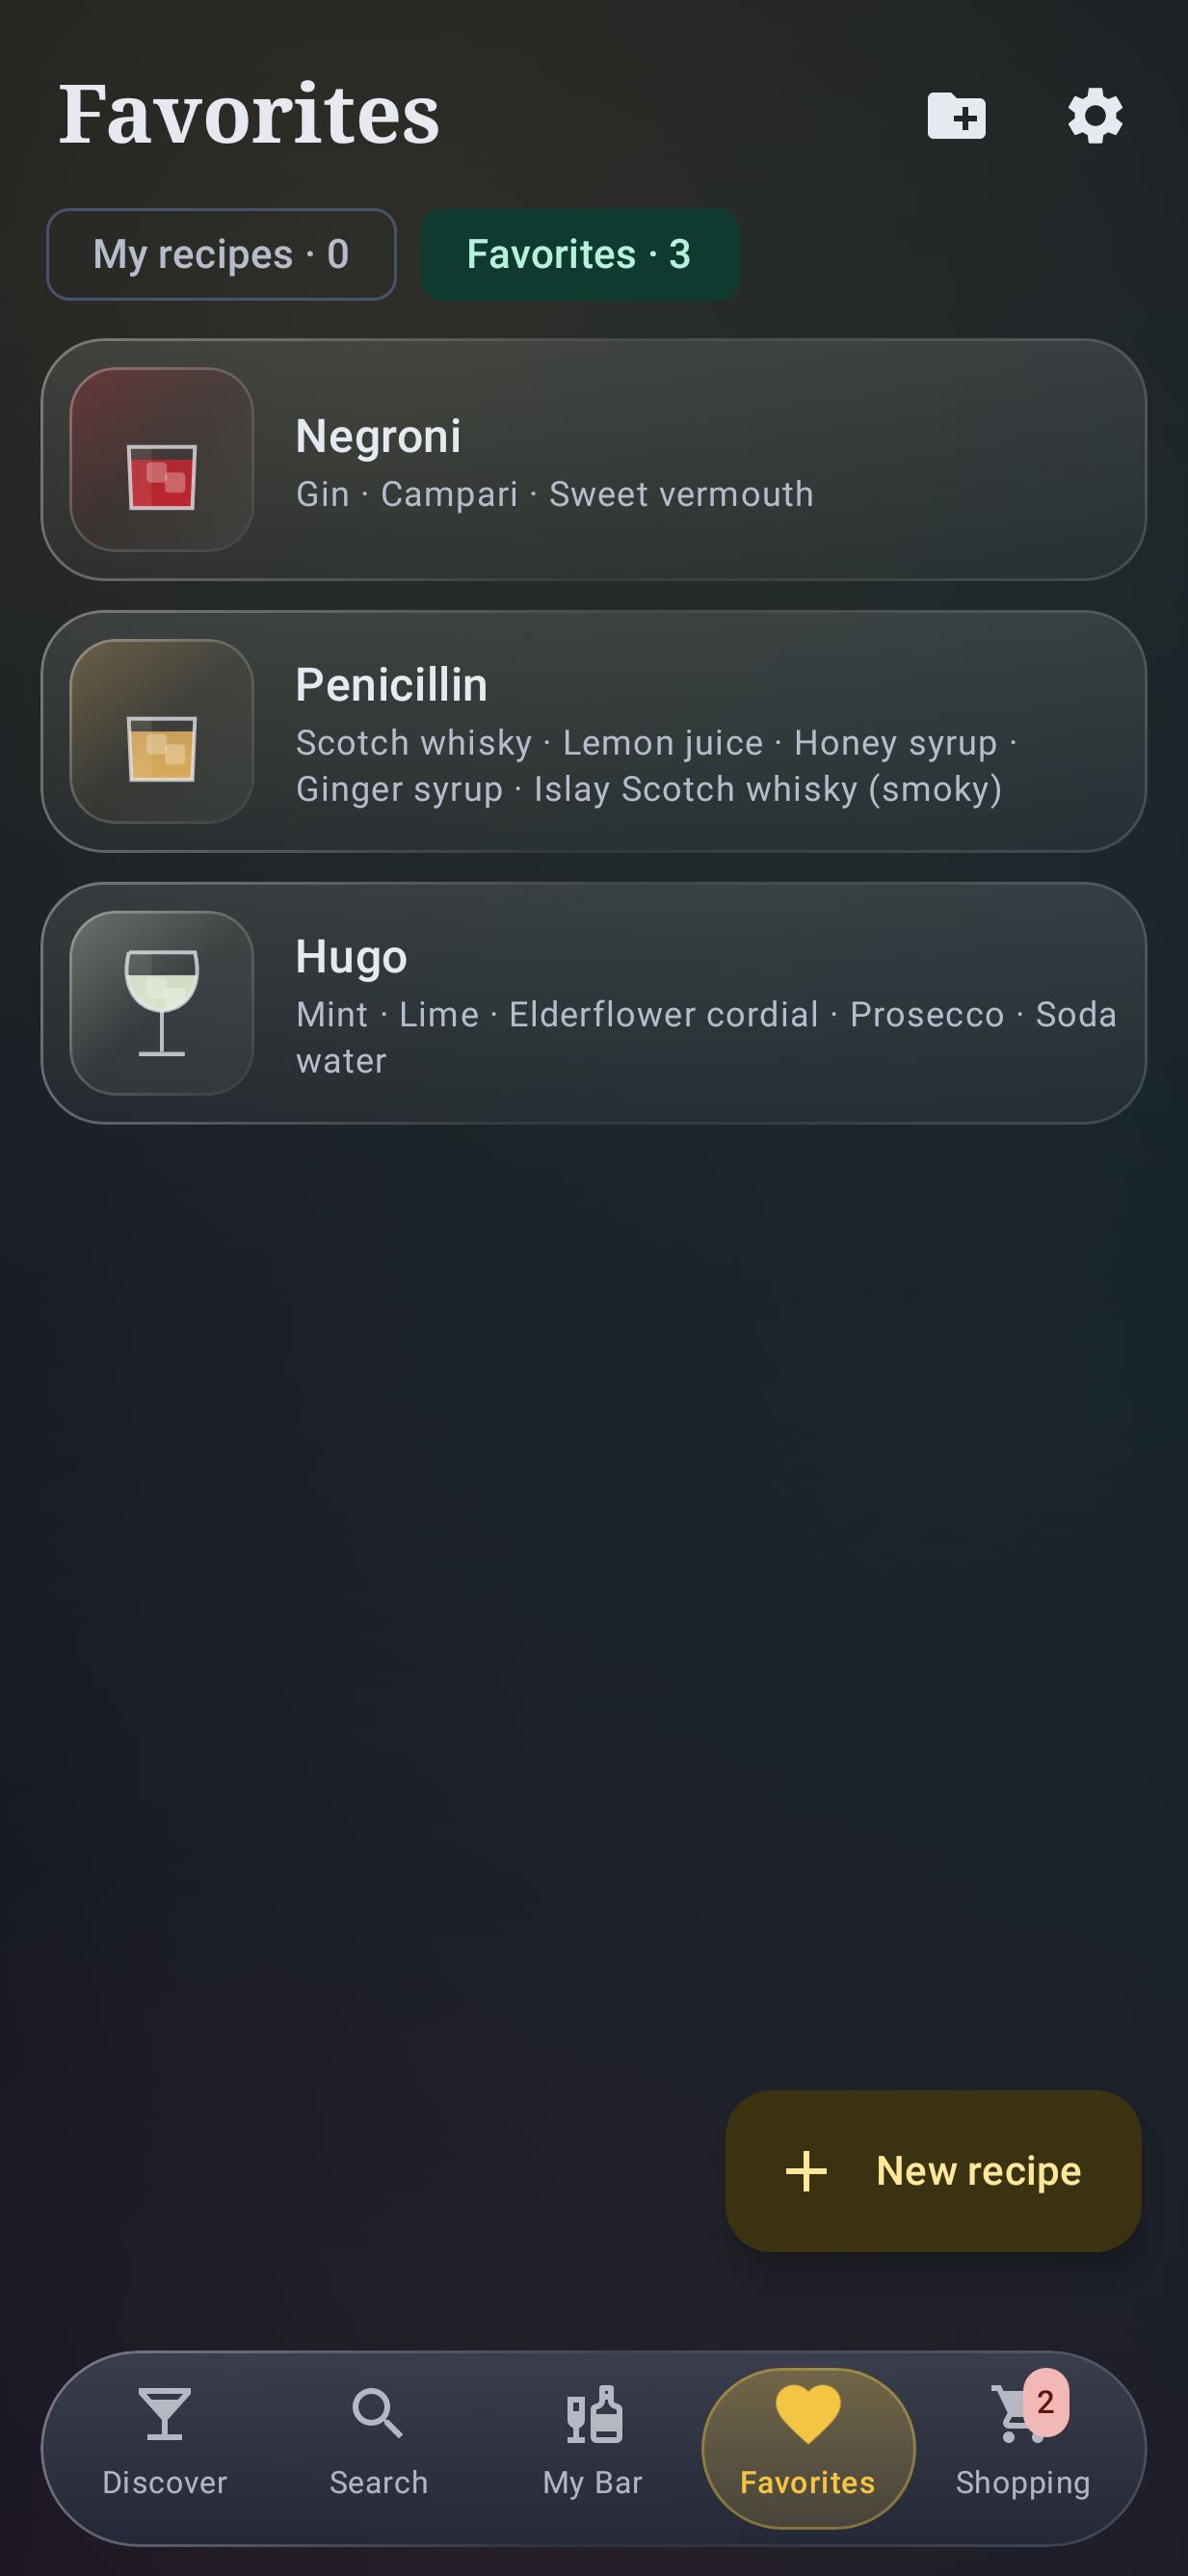 Favorites
My recipes · 0
Favorites · 3
Negroni
Gin · Campari · Sweet vermouth
Penicillin
Scotch whisky · Lemon juice · Honey syrup ·
Ginger syrup · Islay Scotch whisky (smoky)
Hugo
Mint · Lime · Elderflower cordial · Prosecco · Soda
water
New recipe
2
Discover
Search
My Bar
Favorites
Shopping